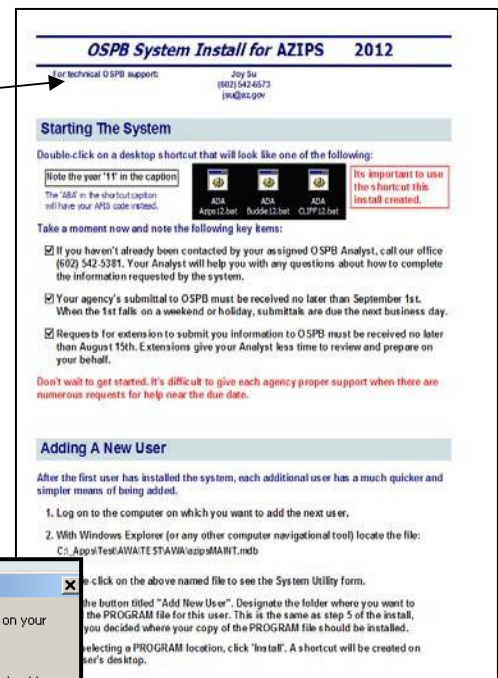 OSPB System Install for AZIPS 2012
For technical OSPB support:
Joy Su
(602) 542-6573
jsu@az.gov
Starting The System
Double-click on a desktop shortcut that will look like one of the following:
Note the year '11' in the caption
The 'ABA' in the shortcut caption
will have your AFIS code instead.
ADA
Azips12.bat
ADA
Buddie12.bat
ADA
CLIFF12.bat
Its important to use
the shortcut this
install created.
Take a moment now and note the following key items:
If you haven't already been contacted by your assigned OSPB Analyst, call our office
(602) 542-5381. Your Analyst will help you with any questions about how to complete
the information requested by the system.
Your agency's submittal to OSPB must be received no later than September 1st.
When the 1st falls on a weekend or holiday, submittals are due the next business day.
Requests for extension to submit you information to OSPB must be received no later
than August 15th. Extensions give your Analyst less time to review and prepare on
your behalf.
Don't wait to get started. It's difficult to give each agency proper support when there are
numerous requests for help near the due date.
Adding A New User
After the first user has installed the system, each additional user has a much quicker and
simpler means of being added.
1. Log on to the computer on which you want to add the next user.
2. With Windows Explorer (or any other computer navigational tool) locate the file:
C:\_Apps\Test\AWA\TEST\AWA\azipsMAINT.mdb
e-click on the above named file to see the System Utility form.
the button titled "Add New User". Designate the folder where you want to
the PROGRAM file for this user. This is the same as step 5 of the install,
you decided where your copy of the PROGRAM file should be installed.
selecting a PROGRAM location, click 'Install'. A shortcut will be created on
ser's desktop.
on your